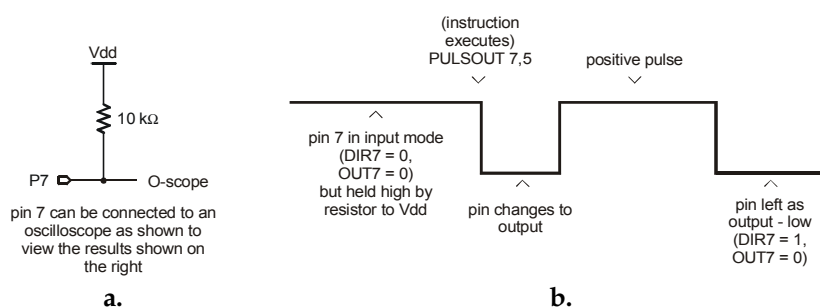 Vdd
10 kΩ
P7
O-scope
pin 7 can be connected to an
oscilloscope as shown to
view the results shown on
the right
a.
(instruction
executes)
PULSOUT 7,5
positive pulse
pin 7 in input mode
(DIR7 = 0,
OUT7 = 0)
but held high by
resistor to Vdd
pin changes to
output
pin left as
output - low
(DIR7 = 1,
OUT7 = 0)
b.